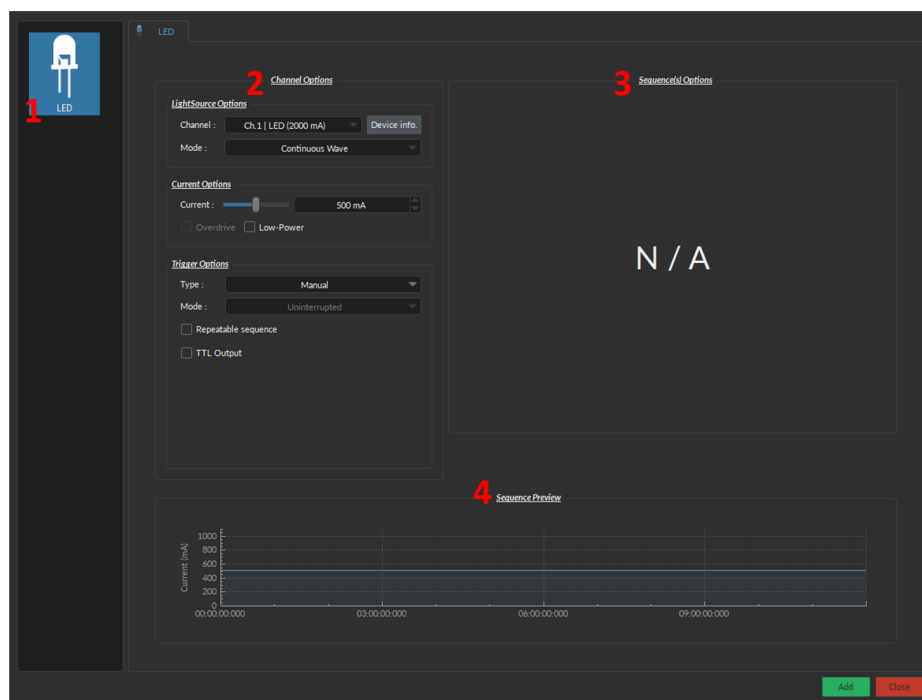 LED
1
LED
2 Channel Options
LightSource Options
Channel : Ch.1 | LED (2000 mA) Device info.
Mode : Continuous Wave
Current Options
Current : 500 mA
Overdrive Low-Power
Trigger Options
Type : Manual
Mode : Uninterrupted
Repeatable sequence
TTL Output
3 Sequence(s) Options
N / A
4 Sequence Preview
Current (mA)
1000
800
600
400
200
0
00:00:00:000 03:00:00:000 06:00:00:000 09:00:00:000
Add Close